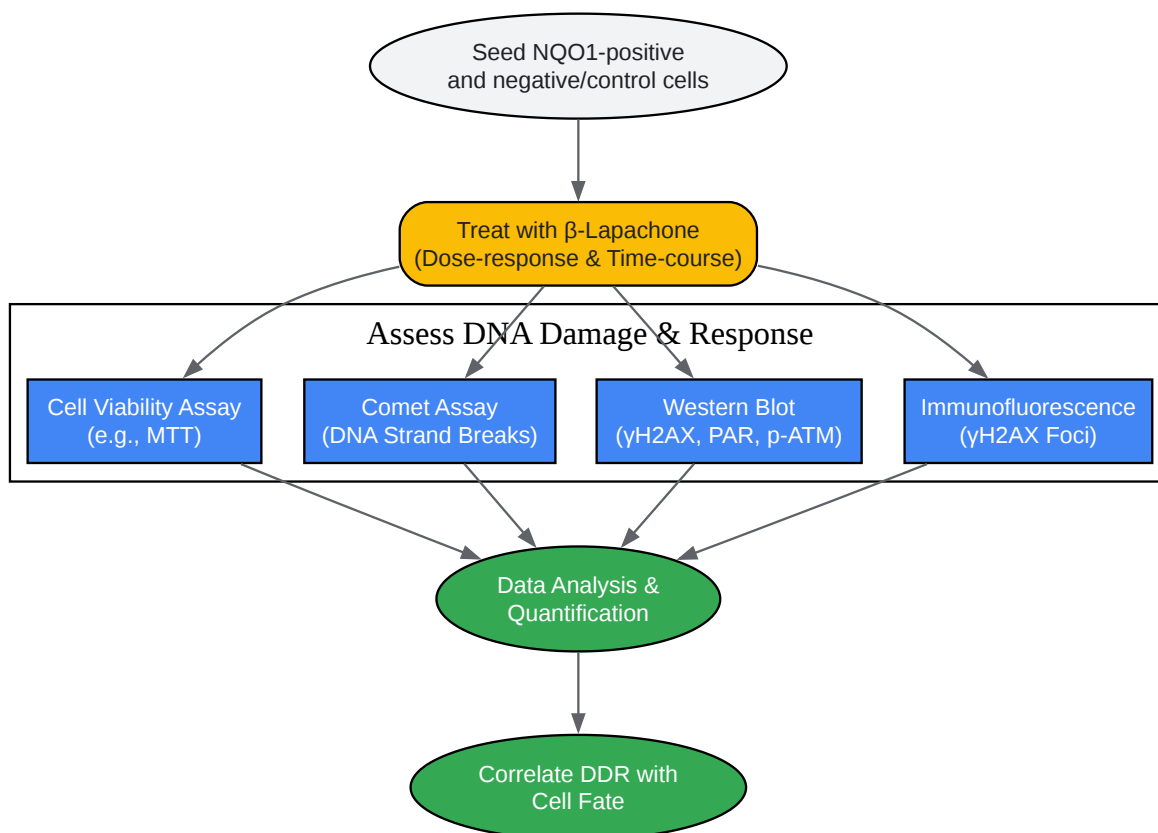 Seed NQO1-positive
and negative/control cells
Treat with β-Lapachone
(Dose-response & Time-course)
Assess DNA Damage & Response
Cell Viability Assay
(e.g., MTT)
Comet Assay
(DNA Strand Breaks)
Western Blot
(γH2AX, PAR, p-ATM)
Immunofluorescence
(γH2AX Foci)
Data Analysis &
Quantification
Correlate DDR with
Cell Fate